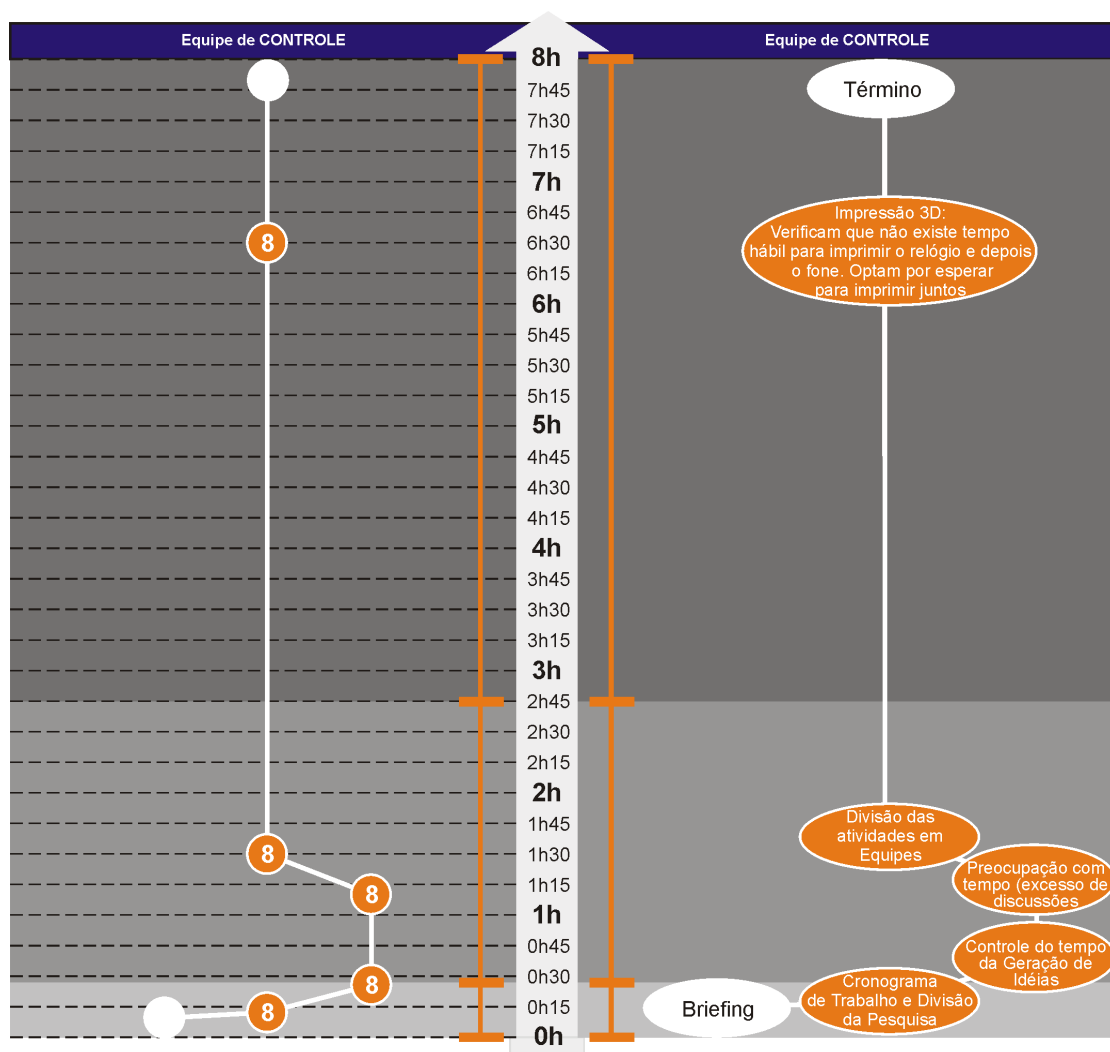 Equipe de CONTROLE
Equipe de CONTROLE
8h
7h45
7h30
7h15
7h
6h45
6h30
6h15
6h
5h45
5h30
5h15
5h
4h45
4h30
4h15
4h
3h45
3h30
3h15
3h
2h45
2h30
2h15
2h
1h45
1h30
1h15
1h
0h45
0h30
0h15
0h
8
8
8
8
8
Término
Impressão 3D:
Verificam que não existe tempo
hábil para imprimir o relógio e depois
o fone. Optam por esperar
para imprimir juntos
Divisão das
atividades em
Equipes
Preocupação com
tempo (excesso de
discussões
Controle do tempo
da Geração de
Idéias
Cronograma
de Trabalho e Divisão
da Pesquisa
Briefing